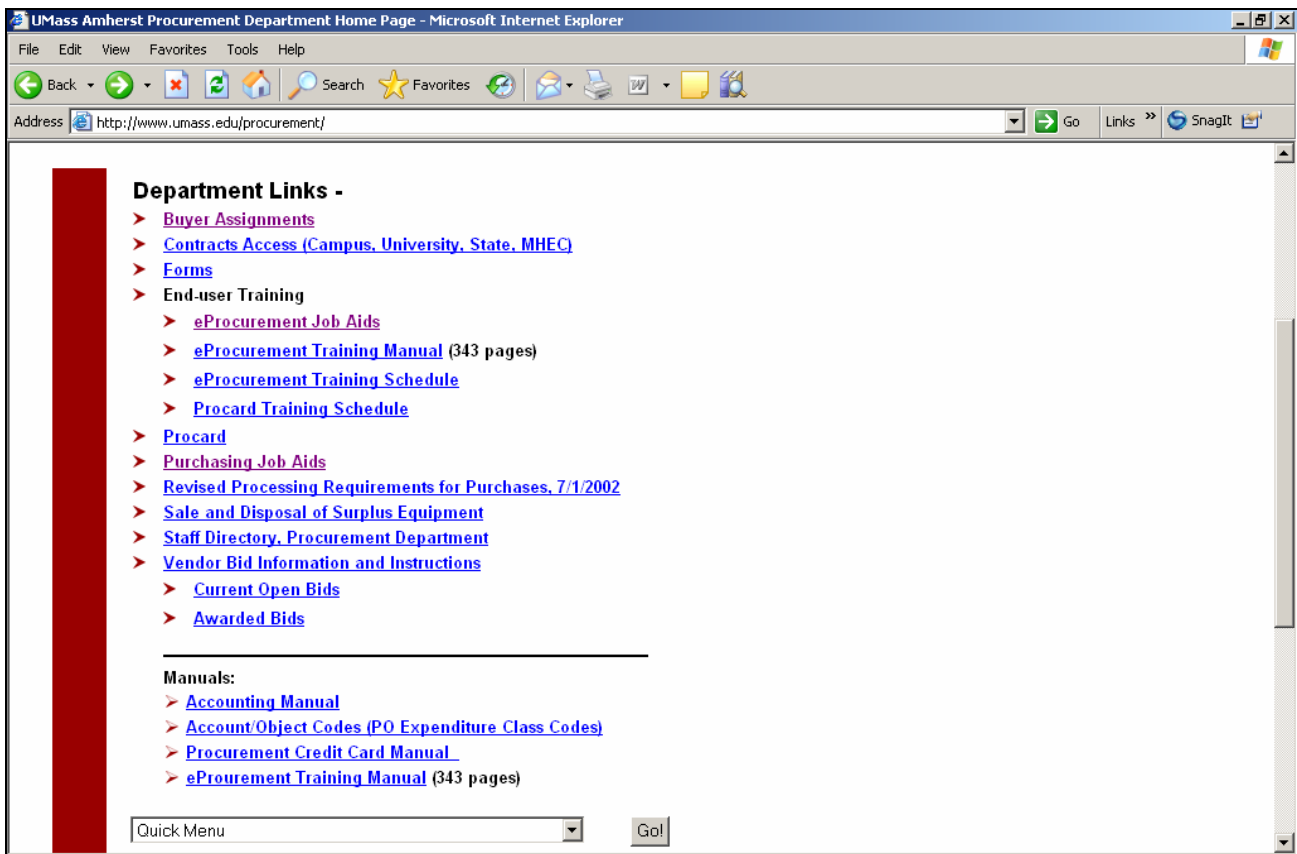 UMass Amherst Procurement Department Home Page - Microsoft Internet Explorer
File Edit View Favorites Tools Help
Back Search Favorites
Address http://www.umass.edu/procurement/ Go Links » SnagIt
Department Links -
Buyer Assignments
Contracts Access (Campus, University, State, MHEC)
Forms
End-user Training
eProcurement Job Aids
eProcurement Training Manual (343 pages)
eProcurement Training Schedule
Procard Training Schedule
Procard
Purchasing Job Aids
Revised Processing Requirements for Purchases, 7/1/2002
Sale and Disposal of Surplus Equipment
Staff Directory, Procurement Department
Vendor Bid Information and Instructions
Current Open Bids
Awarded Bids
Manuals:
Accounting Manual
Account/Object Codes (PO Expenditure Class Codes)
Procurement Credit Card Manual
eProurement Training Manual (343 pages)
Quick Menu Go!